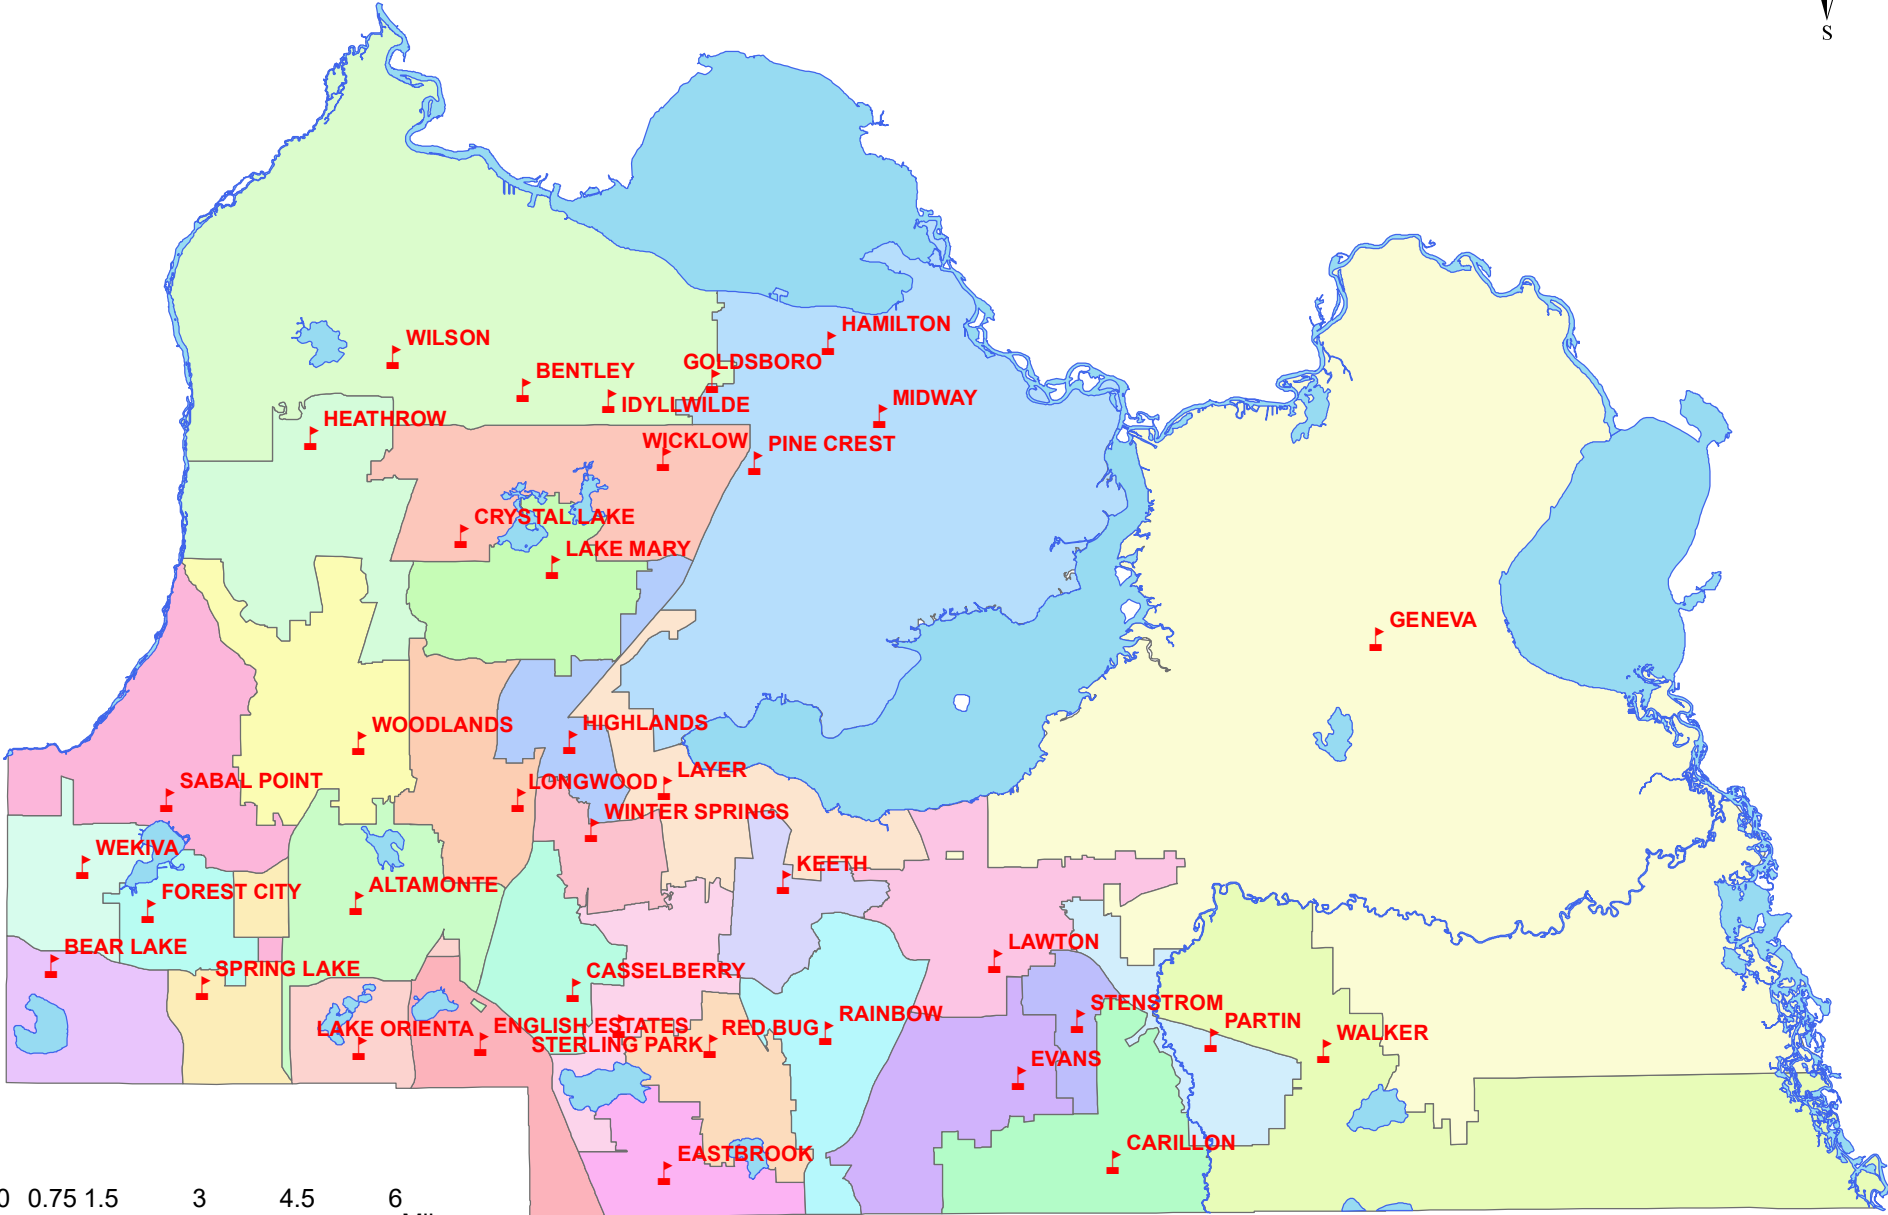 S
HAMILTON
WILSON
GOLDSBORO
BENTLEY
MIDWAY
IDYLLWILDE
HEATHROW
WICKLOW
PINE CREST
CRYSTAL LAKE
LAKE MARY
GENEVA
HIGHLANDS
WOODLANDS
LAYER
SABAL POINT
LONGWOOD
WINTER SPRINGS
WEKIVA
KEETH
ALTAMONTE
FOREST CITY
LAWTON
BEAR LAKE
SPRING LAKE
CASSELBERRY
STENSTROM
RAINBOW
PARTIN
ENGLISH ESTATES
RED BUG
LAKE ORIENTA
WALKER
STERLING PARK
EVANS
CARILLON
EASTBROOK
0 0.75 1.5 3 4.5 6